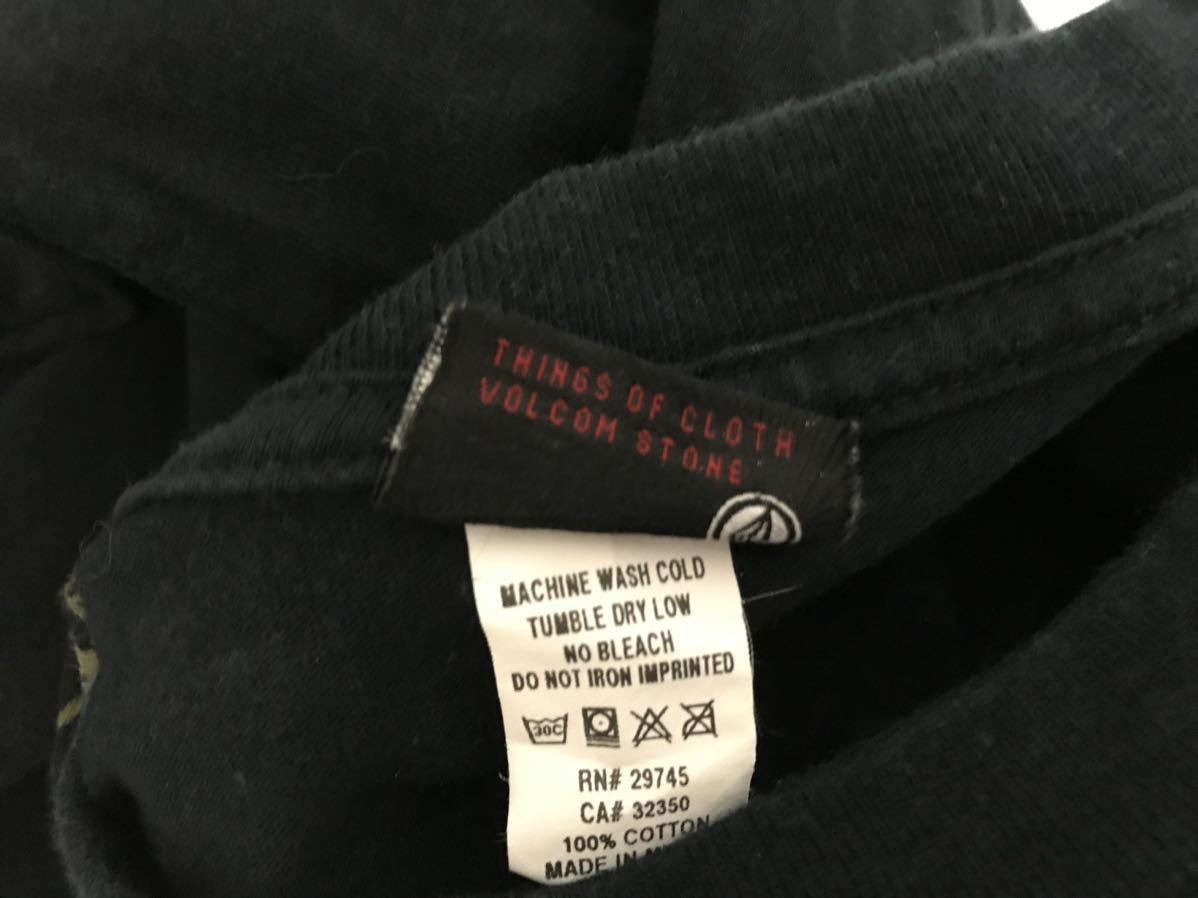 THINGS OF CLOTH
VOLCOM STONE
MACHINE WASH COLD
TUMBLE DRY LOW
NO BLEACH
DO NOT IRON IMPRINTED
30C
RN# 29745
CA# 32350
100% COTTON
MADE IN